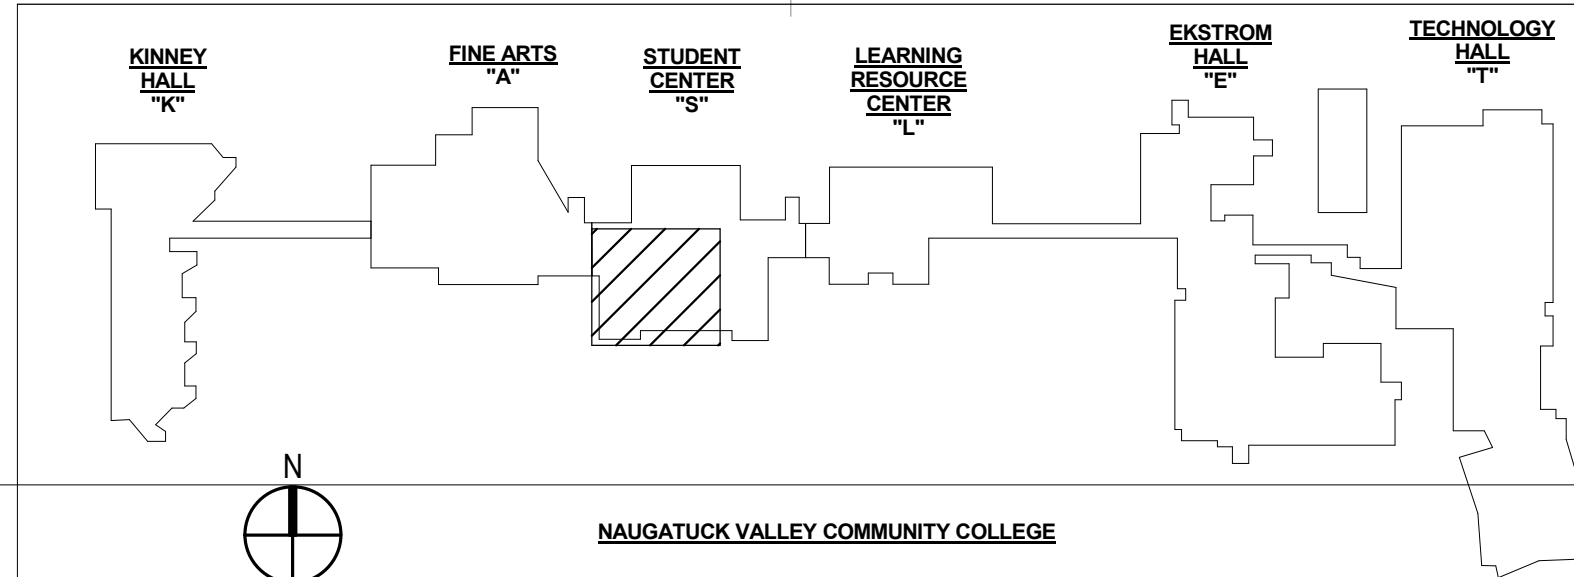 KINNEY
HALL
"K"
FINE ARTS
"A"
STUDENT
CENTER
"S"
LEARNING
RESOURCE
CENTER
"L"
EKSTROM
HALL
"E"
TECHNOLOGY
HALL
"T"
N
NAUGATUCK VALLEY COMMUNITY COLLEGE